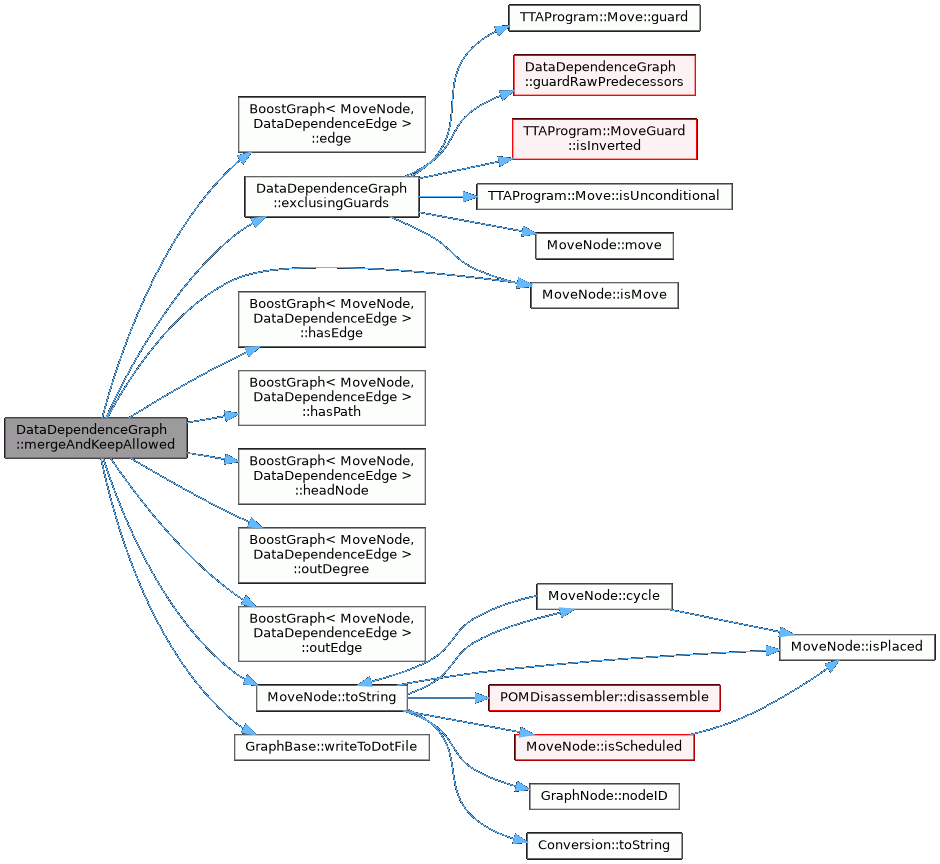 TTAProgram::Move::guard
DataDependenceGraph
::guardRawPredecessors
BoostGraph< MoveNode,
DataDependenceEdge >
::edge
TTAProgram::MoveGuard
::isInverted
DataDependenceGraph
::exclusingGuards
TTAProgram::Move::isUnconditional
MoveNode::move
MoveNode::isMove
BoostGraph< MoveNode,
DataDependenceEdge >
::hasEdge
BoostGraph< MoveNode,
DataDependenceEdge >
::hasPath
DataDependenceGraph
::mergeAndKeepAllowed
BoostGraph< MoveNode,
DataDependenceEdge >
::headNode
BoostGraph< MoveNode,
DataDependenceEdge >
::outDegree
MoveNode::cycle
BoostGraph< MoveNode,
DataDependenceEdge >
::outEdge
MoveNode::isPlaced
MoveNode::toString
POMDisassembler::disassemble
GraphBase::writeToDotFile
MoveNode::isScheduled
GraphNode::nodeID
Conversion::toString